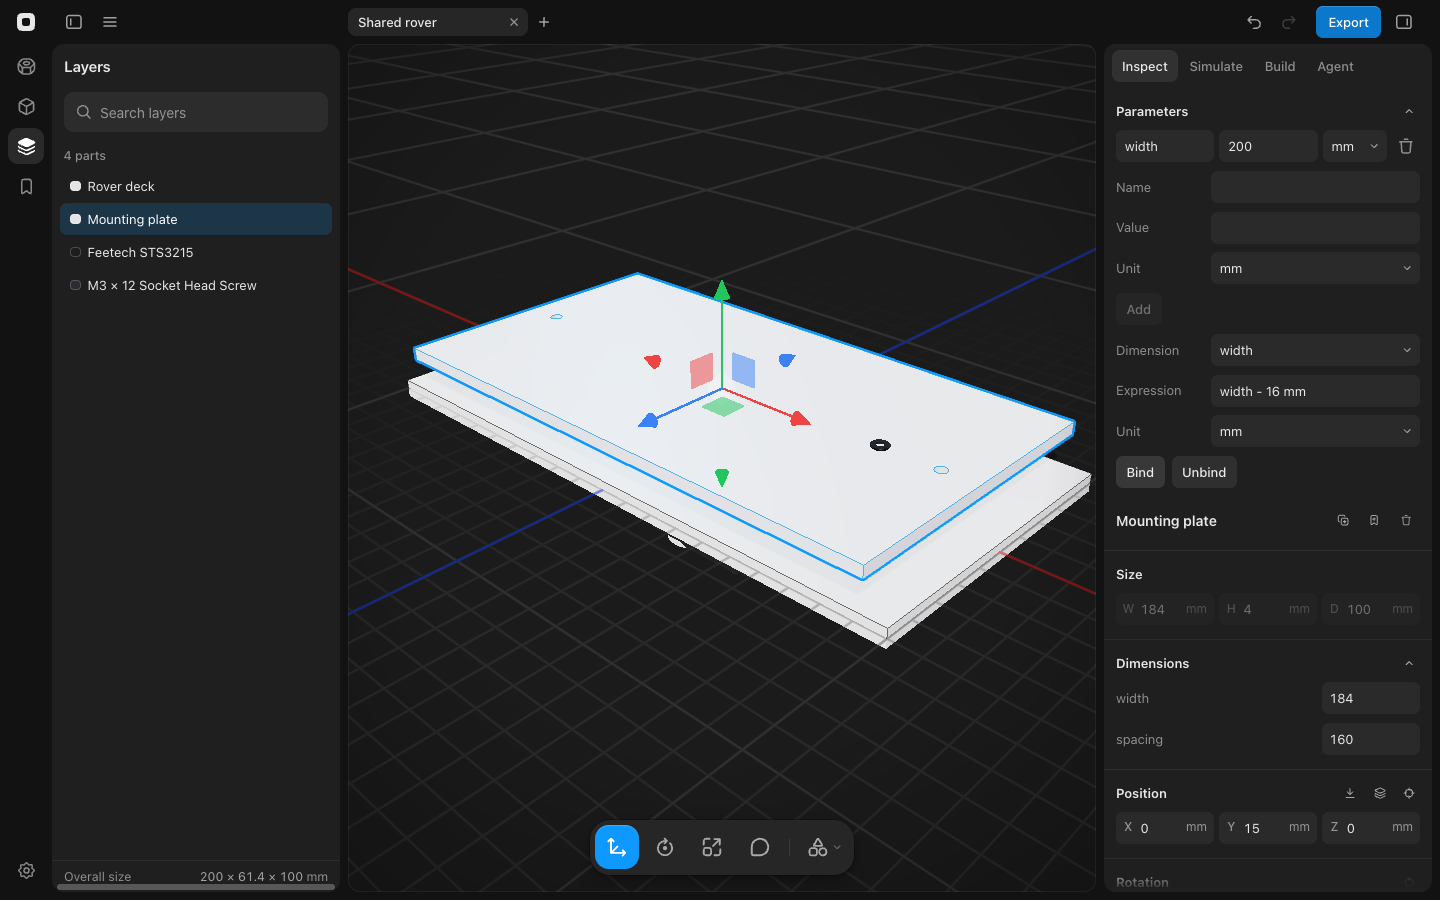 Shared rover
Export
Layers
Search layers
4 parts
Rover deck
Mounting plate
Feetech STS3215
M3 × 12 Socket Head Screw
Overall size 200 × 61.4 × 100 mm
Inspect Simulate Build Agent
Parameters
width 200 mm
Name
Value
Unit mm
Add
Dimension width
Expression width - 16 mm
Unit mm
Bind Unbind
Mounting plate
Size
W 184 mm H 4 mm D 100 mm
Dimensions
width 184
spacing 160
Position
X 0 mm Y 15 mm Z 0 mm
Rotation